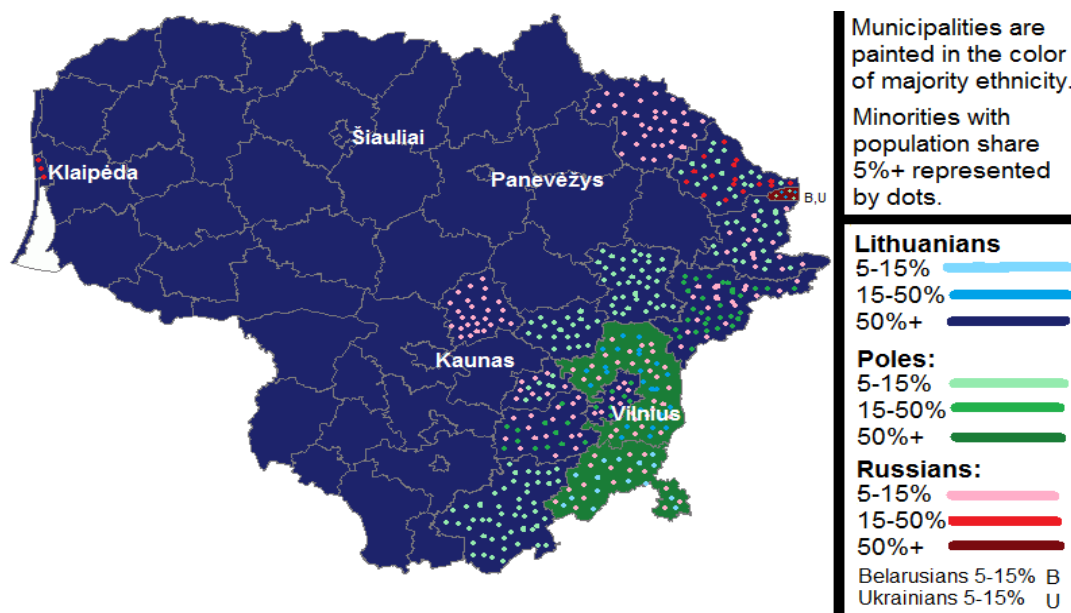 Municipalities are
painted in the color
of majority ethnicity.
Minorities with
population share
5%+ represented
by dots.
Šiauliai
Klaipėda
Panevėžys
B,U
Kaunas
Vilnius
Lithuanians
5-15%
15-50%
50%+
Poles:
5-15%
15-50%
50%+
Russians:
5-15%
15-50%
50%+
Belarusians 5-15% B
Ukrainians 5-15% U